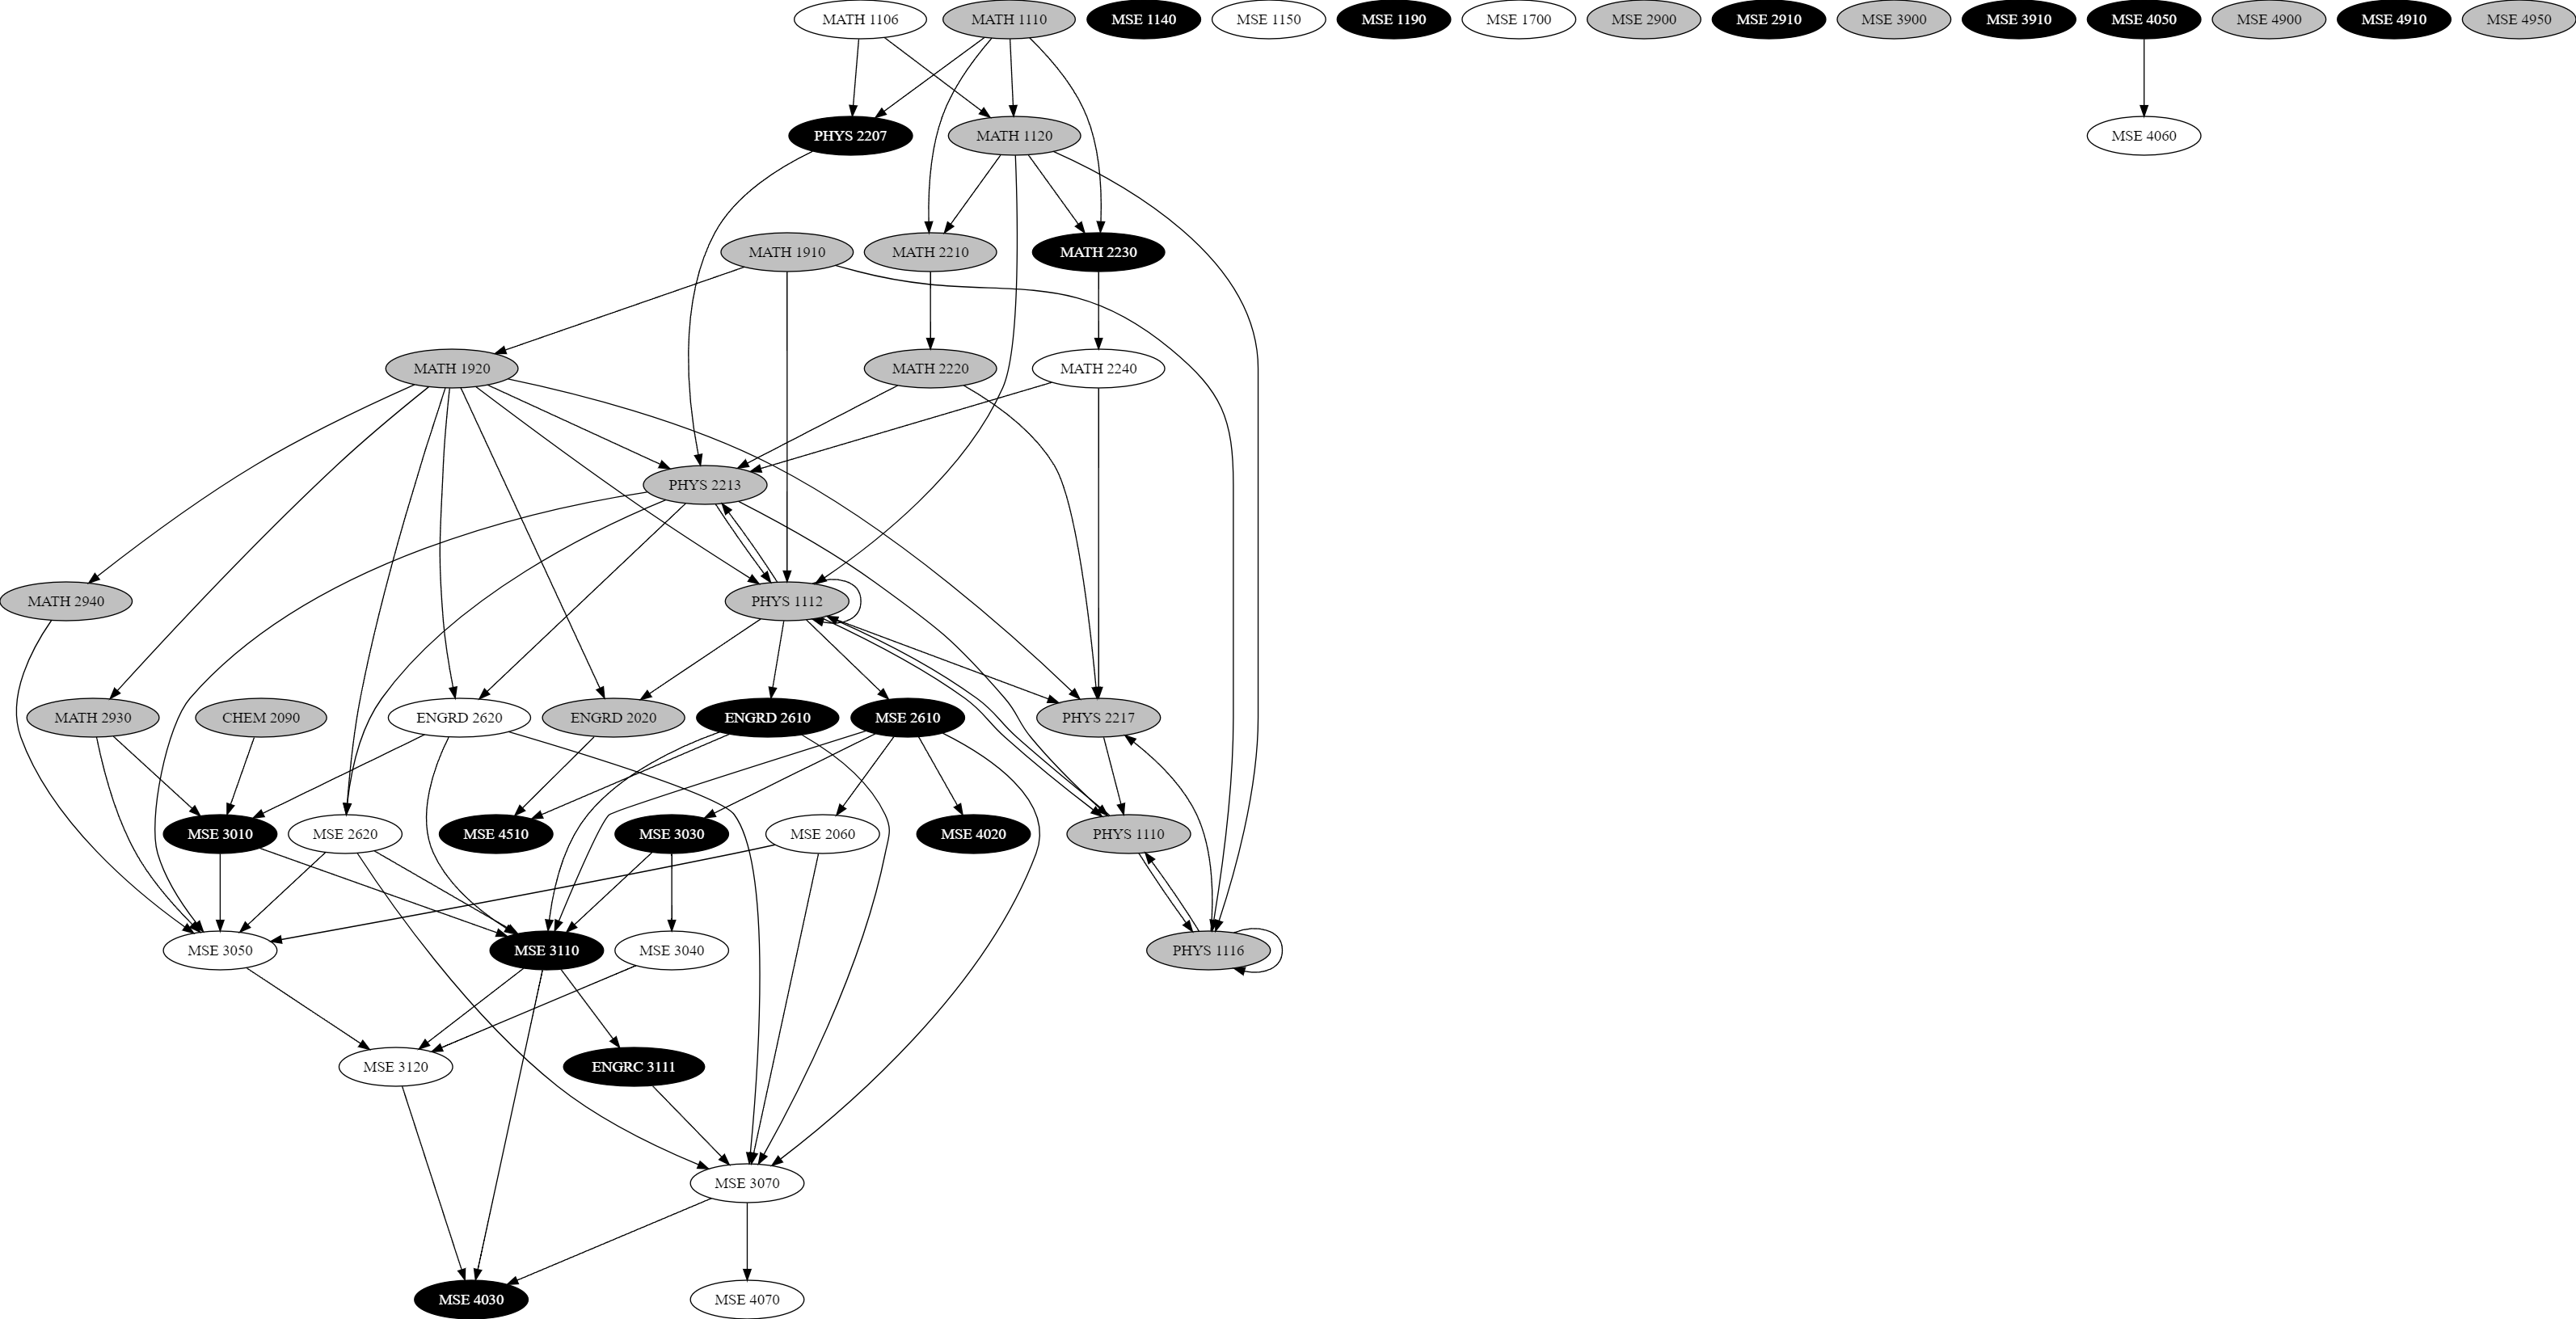 MATH 1106
MATH 1110
MSE 1140
MSE 1150
MSE 1190
MSE 1700
MSE 2900
MSE 2910
MSE 3900
MSE 3910
MSE 4050
MSE 4900
MSE 4910
MSE 4950
PHYS 2207
MATH 1120
MSE 4060
MATH 1910
MATH 2210
MATH 2230
MATH 1920
MATH 2220
MATH 2240
PHYS 2213
MATH 2940
PHYS 1112
MATH 2930
CHEM 2090
ENGRD 2620
ENGRD 2020
ENGRD 2610
MSE 2610
PHYS 2217
MSE 3010
MSE 2620
MSE 4510
MSE 3030
MSE 2060
MSE 4020
PHYS 1110
MSE 3050
MSE 3110
MSE 3040
PHYS 1116
MSE 3120
ENGRC 3111
MSE 3070
MSE 4030
MSE 4070